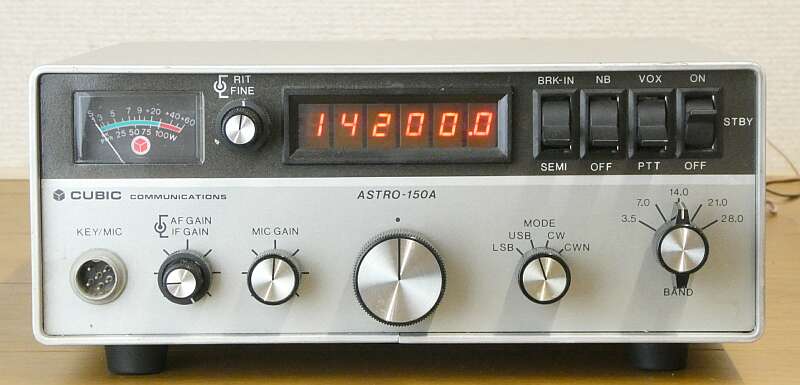 RIT
FINE
BRK-IN NB VOX ON
0 3 5 7 9 +20 +40 +60
PWR 25 50 75 100W
14200.0
STBY
SEMI OFF PTT OFF
CUBIC COMMUNICATIONS
ASTRO-150A
KEY/MIC
AF GAIN
IF GAIN
MIC GAIN
MODE
LSB USB CW CWN
3.5 7.0 14.0 21.0 28.0
BAND